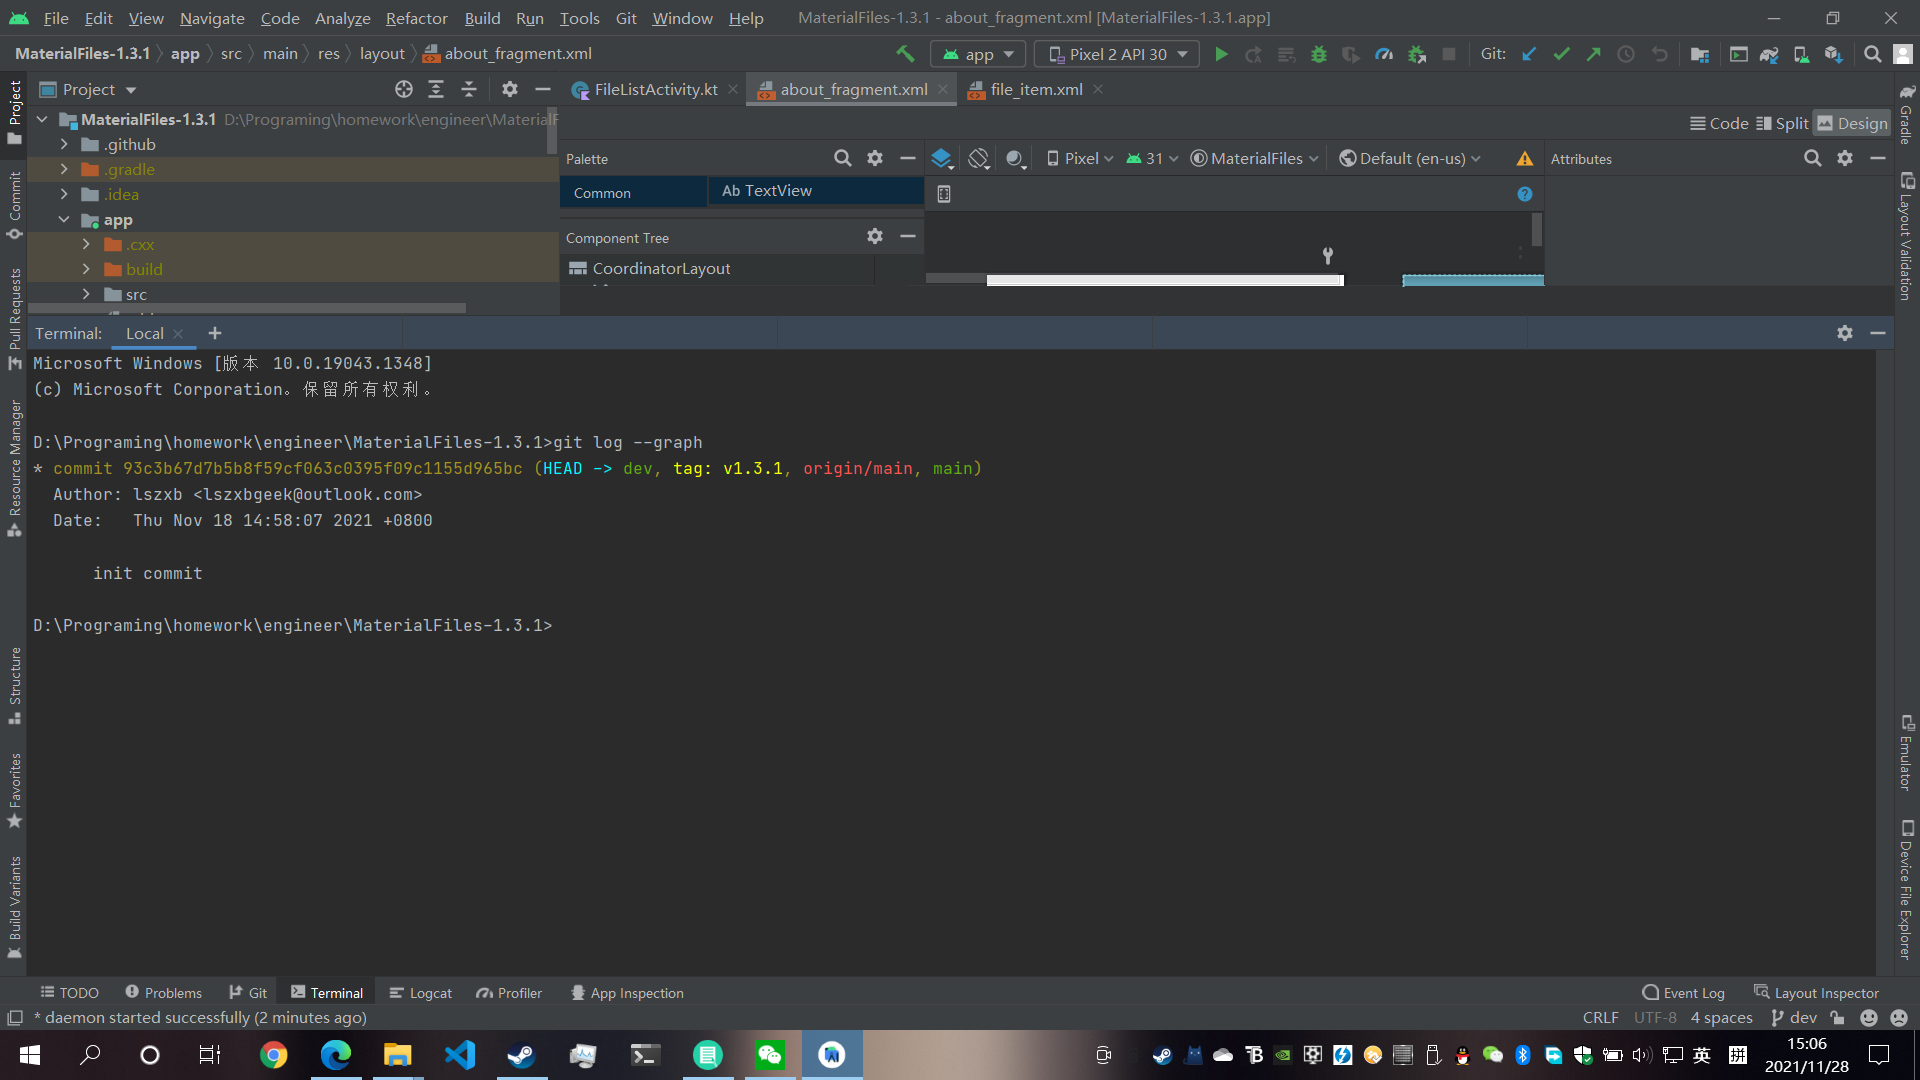 File Edit View Navigate Code Analyze Refactor Build Run Tools Git Window Help MaterialFiles-1.3.1 - about_fragment.xml [MaterialFiles-1.3.1.app]
MaterialFiles-1.3.1 app src main res layout about_fragment.xml app Pixel 2 API 30 Git:
Project FileListActivity.kt about_fragment.xml file_item.xml
MaterialFiles-1.3.1 D:\Programing\homework\engineer\MaterialF
Code Split Design
.github
.gradle
.idea
app
.cxx
build
src
Palette
Common
Ab TextView
Component Tree
CoordinatorLayout
Pixel 31 MaterialFiles Default (en-us)
Attributes
Terminal: Local
Microsoft Windows [版本 10.0.19043.1348]
(c) Microsoft Corporation。保留所有权利。
D:\Programing\homework\engineer\MaterialFiles-1.3.1>git log --graph
* commit 93c3b67d7b5b8f59cf063c0395f09c1155d965bc (HEAD -> dev, tag: v1.3.1, origin/main, main)
Author: lszxb <lszxbgeek@outlook.com>
Date: Thu Nov 18 14:58:07 2021 +0800
init commit
D:\Programing\homework\engineer\MaterialFiles-1.3.1>
Project
Commit
Pull Requests
Resource Manager
Structure
Favorites
Build Variants
Gradle
Layout Validation
Emulator
Device File Explorer
TODO Problems Git Terminal Logcat Profiler App Inspection Event Log Layout Inspector
* daemon started successfully (2 minutes ago) CRLF UTF-8 4 spaces dev
英 拼
15:06
2021/11/28